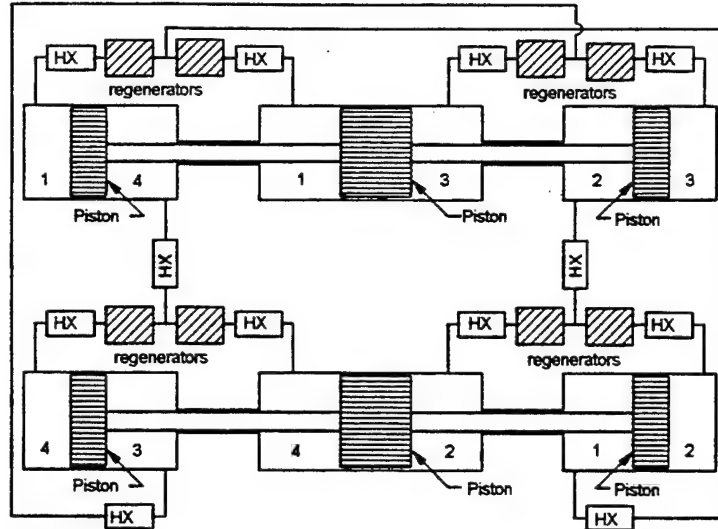 HX HX HX HX
regenerators regenerators
1 4 1 3 2 3
Piston Piston Piston
HX HX
HX HX HX HX
regenerators regenerators
4 3 4 2 1 2
Piston Piston Piston
HX HX